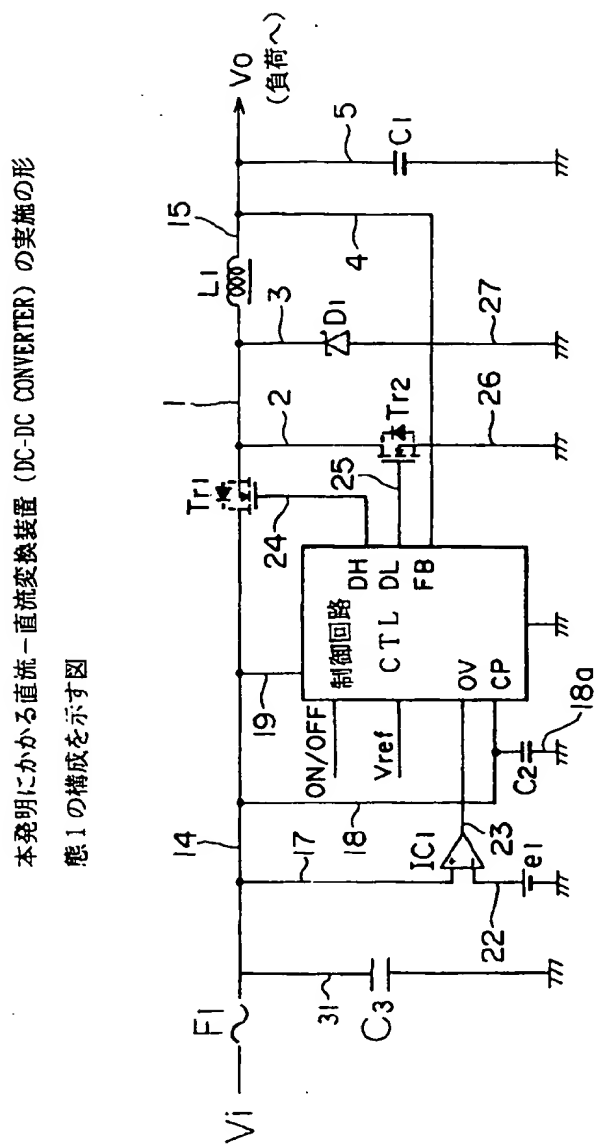 本発明にかかる直流－直流変換装置（DC-DC CONVERTER）の実施の形
態1の構成を示す図
Vi
F1
14
Tr1
1
L1
15
Vo
(負荷へ)
31
C3
17
18
19
24
2
3
4
5
ON/OFF
Vref
制御回路
CTL
DH
DL
FB
OV
CP
25
Tr2
D1
C1
IC1
23
22
e1
C2
18a
26
27